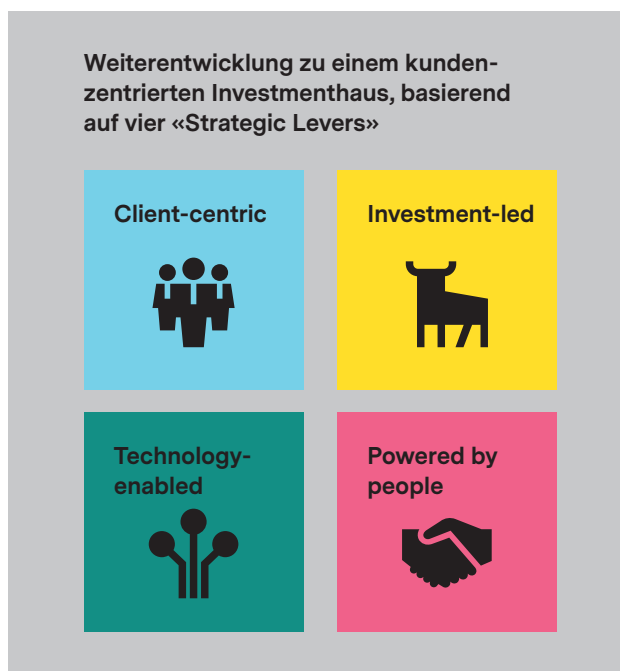 Weiterentwicklung zu einem kunden-
zentrierten Investmenthaus, basierend
auf vier «Strategic Levers»
Client-centric
Investment-led
Technology-
enabled
Powered by
people